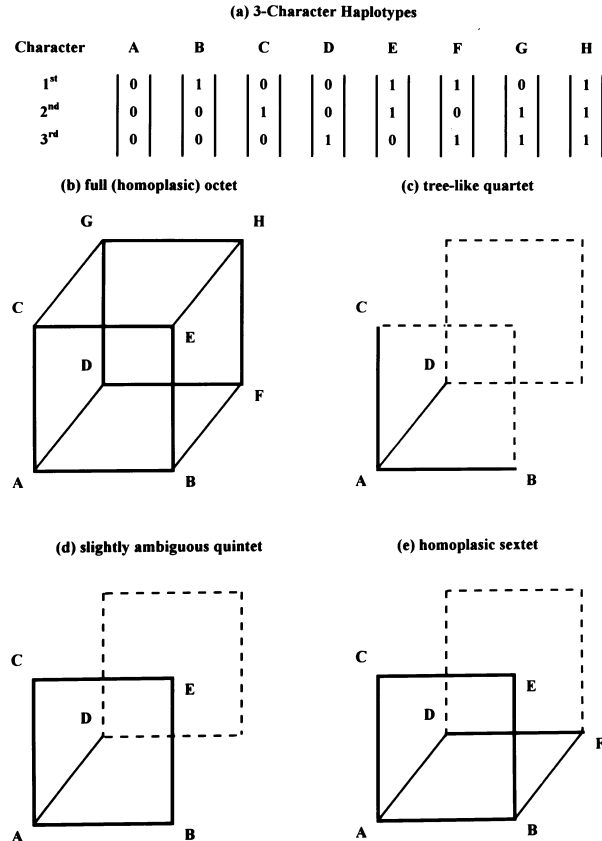 (a) 3-Character Haplotypes
Character A B C D E F G H
1st 0 1 0 0 1 1 0 1
2nd 0 0 1 0 1 0 1 1
3rd 0 0 0 1 0 1 1 1
(b) full (homoplasic) octet (c) tree-like quartet
G H
C C
E
D D
F
A B A B
(d) slightly ambiguous quintet (e) homoplasic sextet
C E C E
D D
F
A B A B